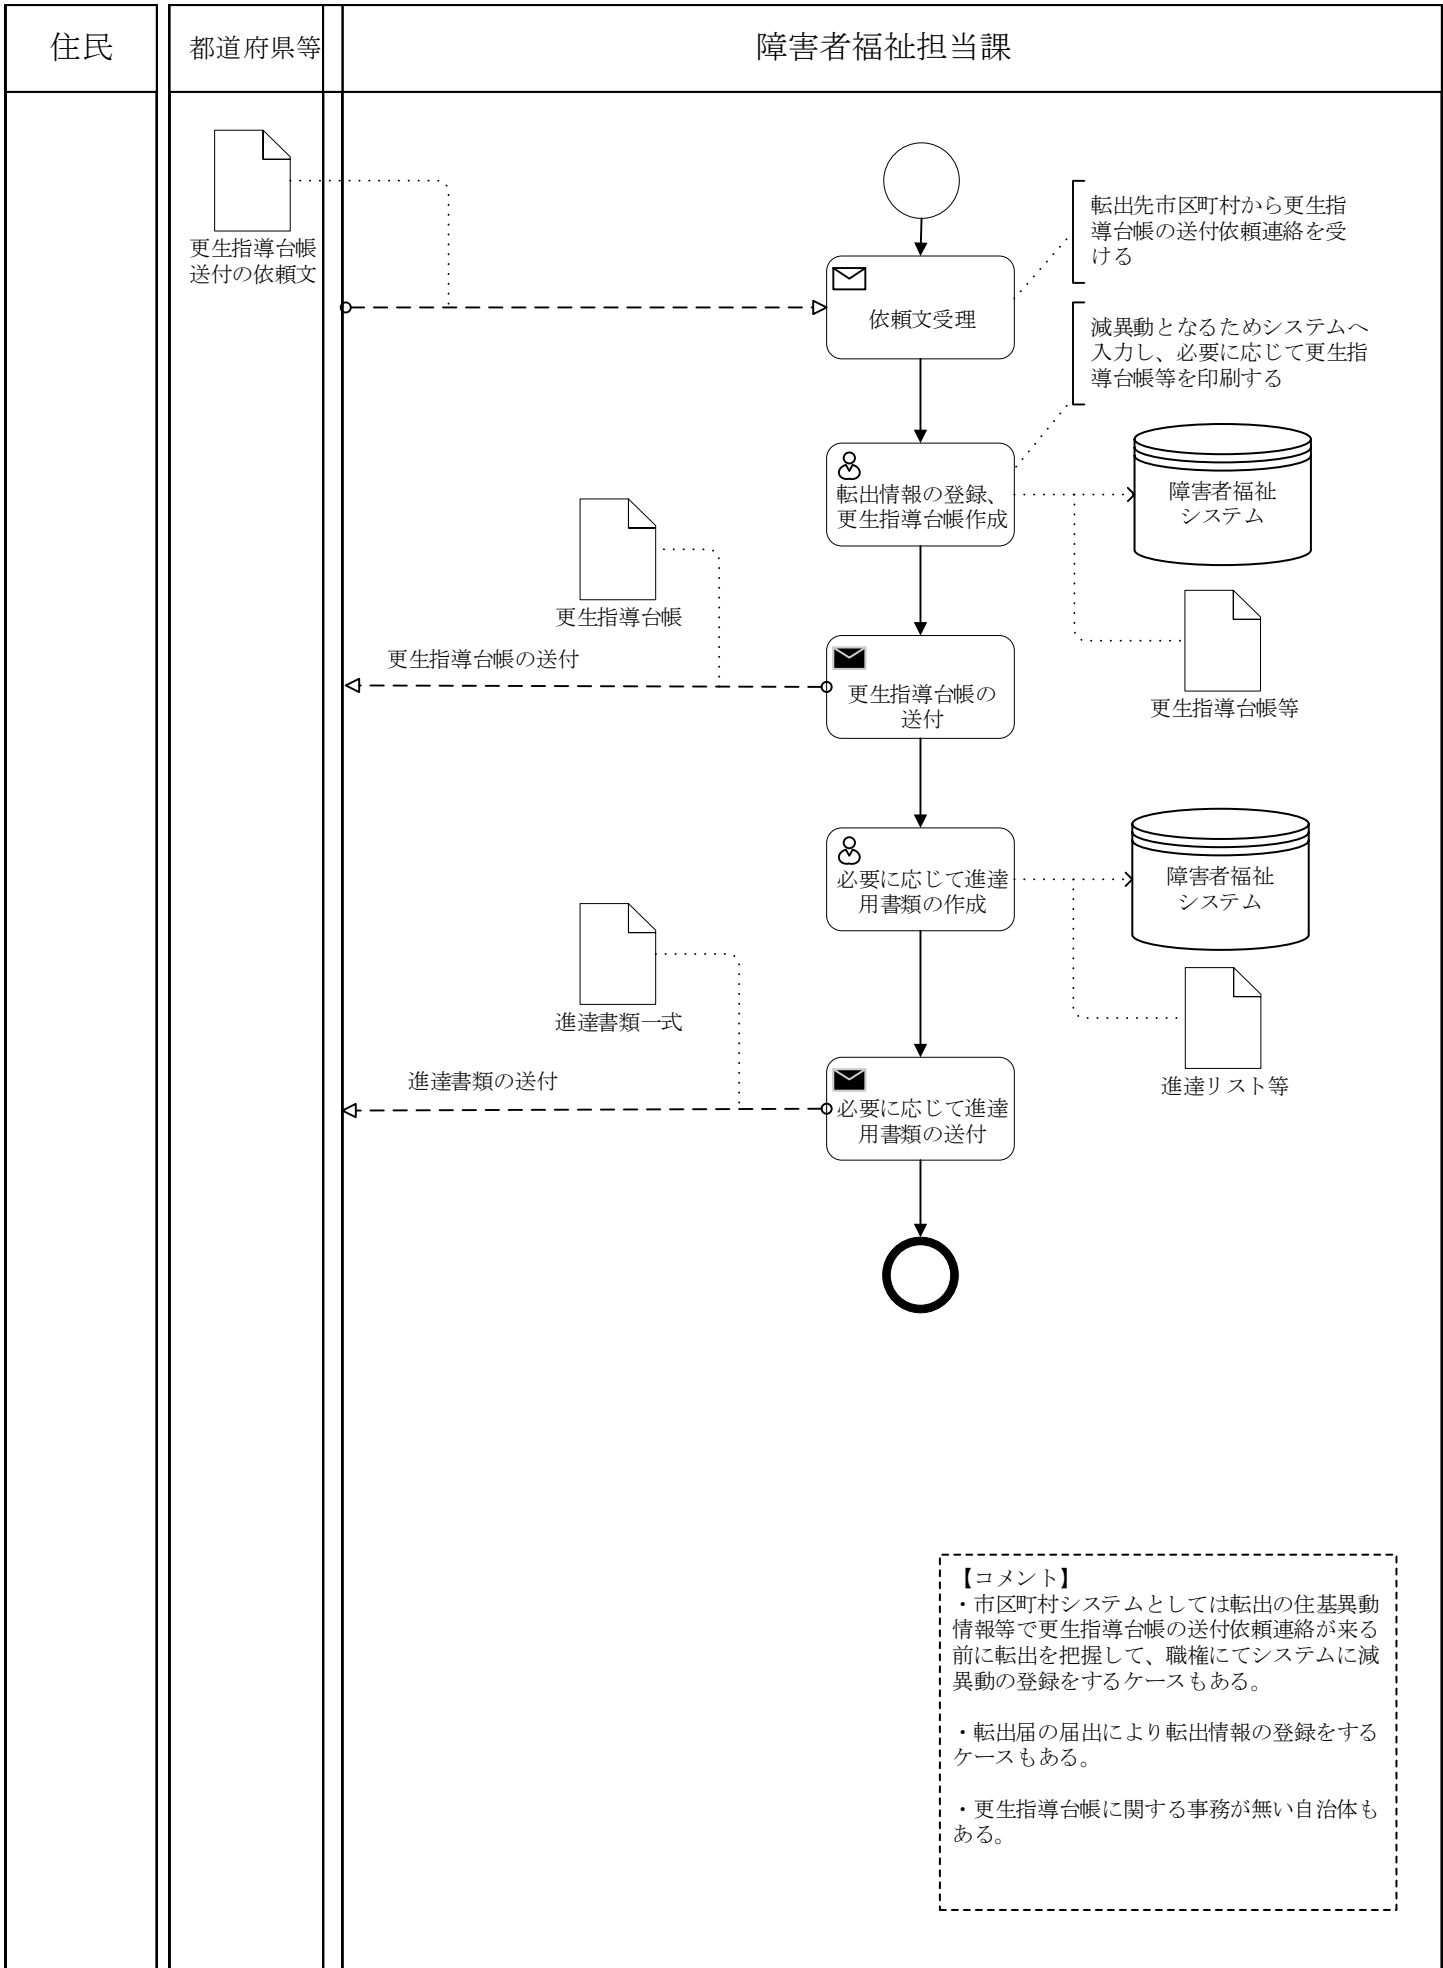 住民
都道府県等
障害者福祉担当課
更生指導台帳
送付の依頼文
転出先市区町村から更生指
導台帳の送付依頼連絡を受
ける
依頼文受理
減異動となるためシステムへ
入力し、必要に応じて更生指
導台帳等を印刷する
転出情報の登録、
更生指導台帳作成
障害者福祉
システム
更生指導台帳
更生指導台帳の送付
更生指導台帳の
送付
更生指導台帳等
必要に応じて進達
用書類の作成
障害者福祉
システム
進達書類一式
進達書類の送付
必要に応じて進達
用書類の送付
進達リスト等
【コメント】
・市区町村システムとしては転出の住基異動
情報等で更生指導台帳の送付依頼連絡が来る
前に転出を把握して、職権にてシステムに減
異動の登録をするケースもある。
・転出届の届出により転出情報の登録をする
ケースもある。
・更生指導台帳に関する事務が無い自治体も
ある。